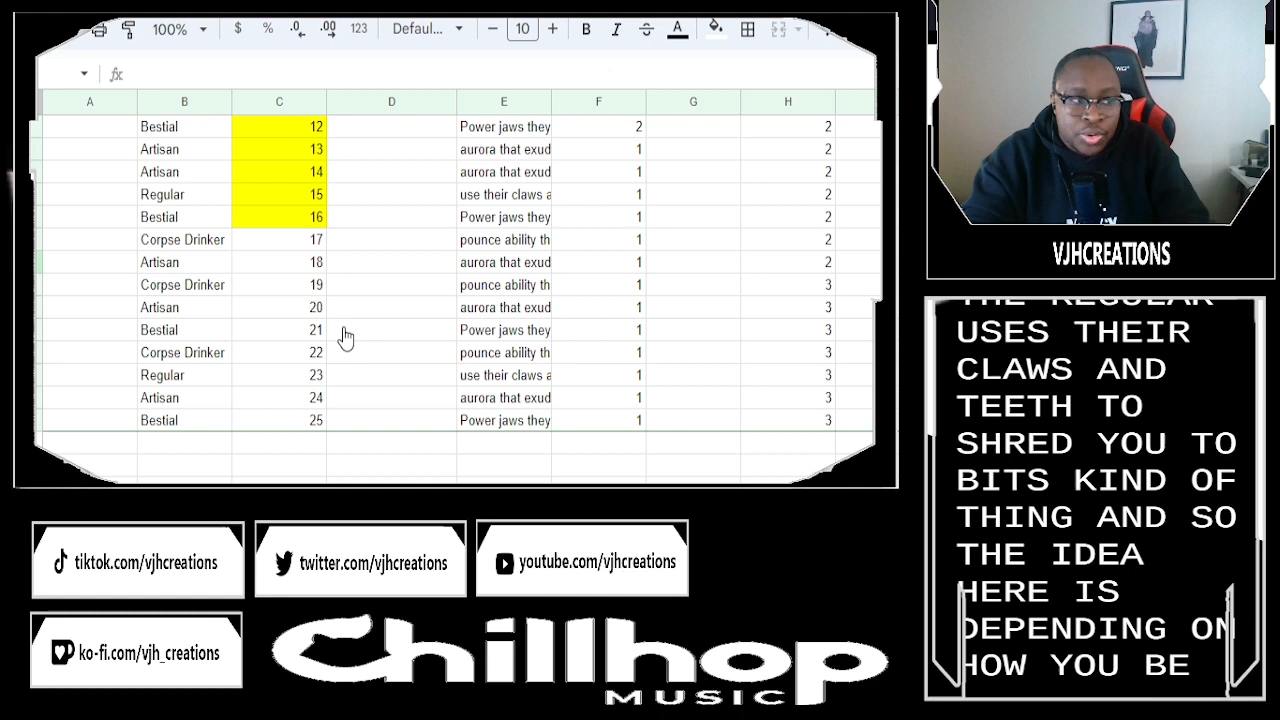 100% $ % .0 .00 123 Defaul... − 10 + B I A
fx
A B C D E F G H
Bestial 12 Power jaws they 2 2
Artisan 13 aurora that exud 1 2
Artisan 14 aurora that exud 1 2
Regular 15 use their claws a 1 2
Bestial 16 Power jaws they 1 2
Corpse Drinker 17 pounce ability th 1 2
Artisan 18 aurora that exud 1 2
Corpse Drinker 19 pounce ability th 1 3
Artisan 20 aurora that exud 1 3
Bestial 21 Power jaws they 1 3
Corpse Drinker 22 pounce ability th 1 3
Regular 23 use their claws a 1 3
Artisan 24 aurora that exud 1 3
Bestial 25 Power jaws they 1 3
VJHCREATIONS
THE REGULAR
USES THEIR
CLAWS AND
TEETH TO
SHRED YOU TO
BITS KIND OF
THING AND SO
THE IDEA
HERE IS
DEPENDING ON
HOW YOU BE
tiktok.com/vjhcreations
twitter.com/vjhcreations
youtube.com/vjhcreations
ko-fi.com/vjh_creations
Chillhop
MUSIC